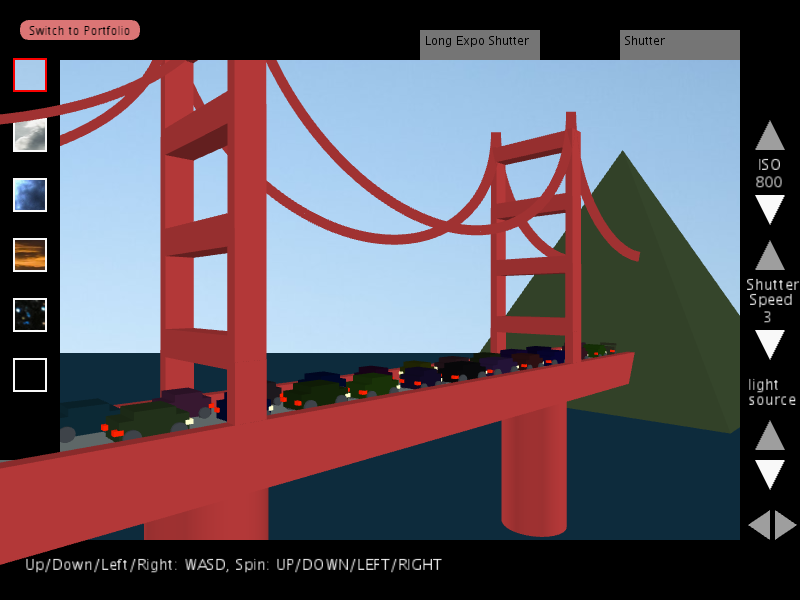 Switch to Portfolio
Long Expo Shutter
Shutter
ISO
800
Shutter
Speed
3
light
source
Up/Down/Left/Right: WASD, Spin: UP/DOWN/LEFT/RIGHT